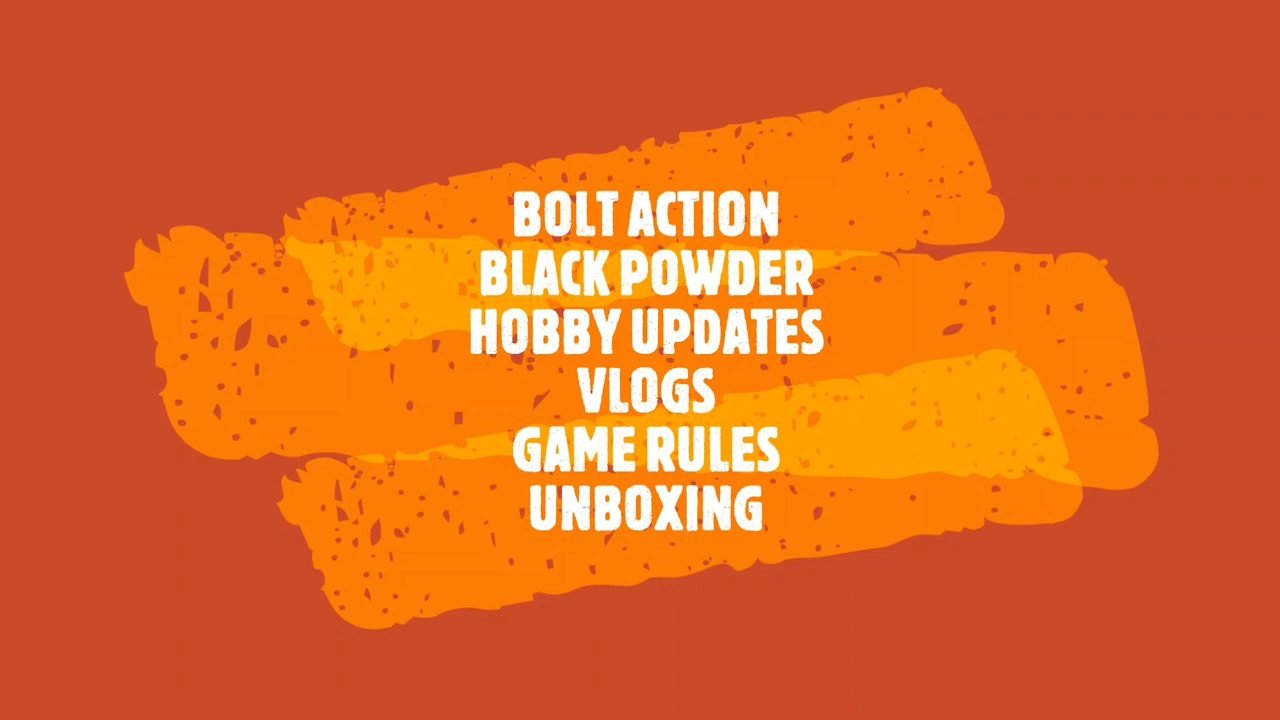 BOLT ACTION
BLACK POWDER
HOBBY UPDATES
VLOGS
GAME RULES
UNBOXING